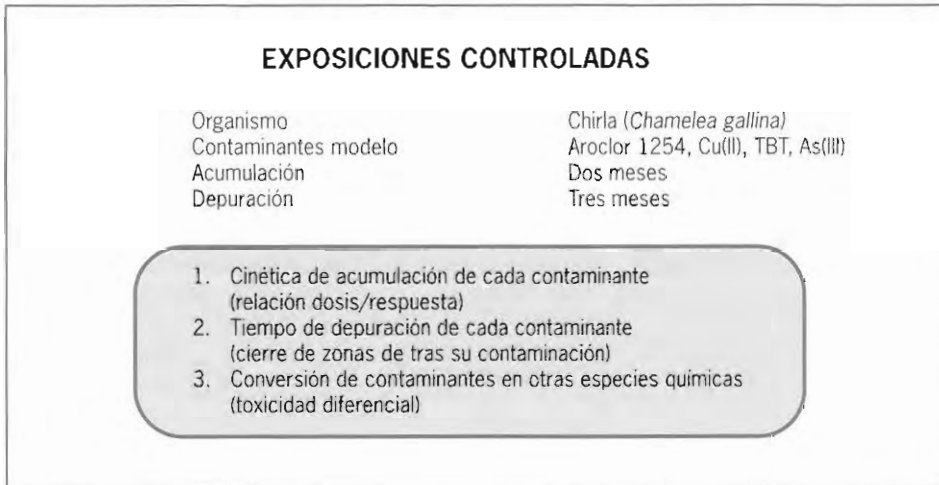 EXPOSICIONES CONTROLADAS
Organismo Chirla (Chamelea gallina)
Contaminantes modelo Aroclor 1254, Cu(II), TBT, As(III)
Acumulación Dos meses
Depuración Tres meses
1. Cinética de acumulación de cada contaminante
(relación dosis/respuesta)
2. Tiempo de depuración de cada contaminante
(cierre de zonas de tras su contaminación)
3. Conversión de contaminantes en otras especies químicas
(toxicidad diferencial)